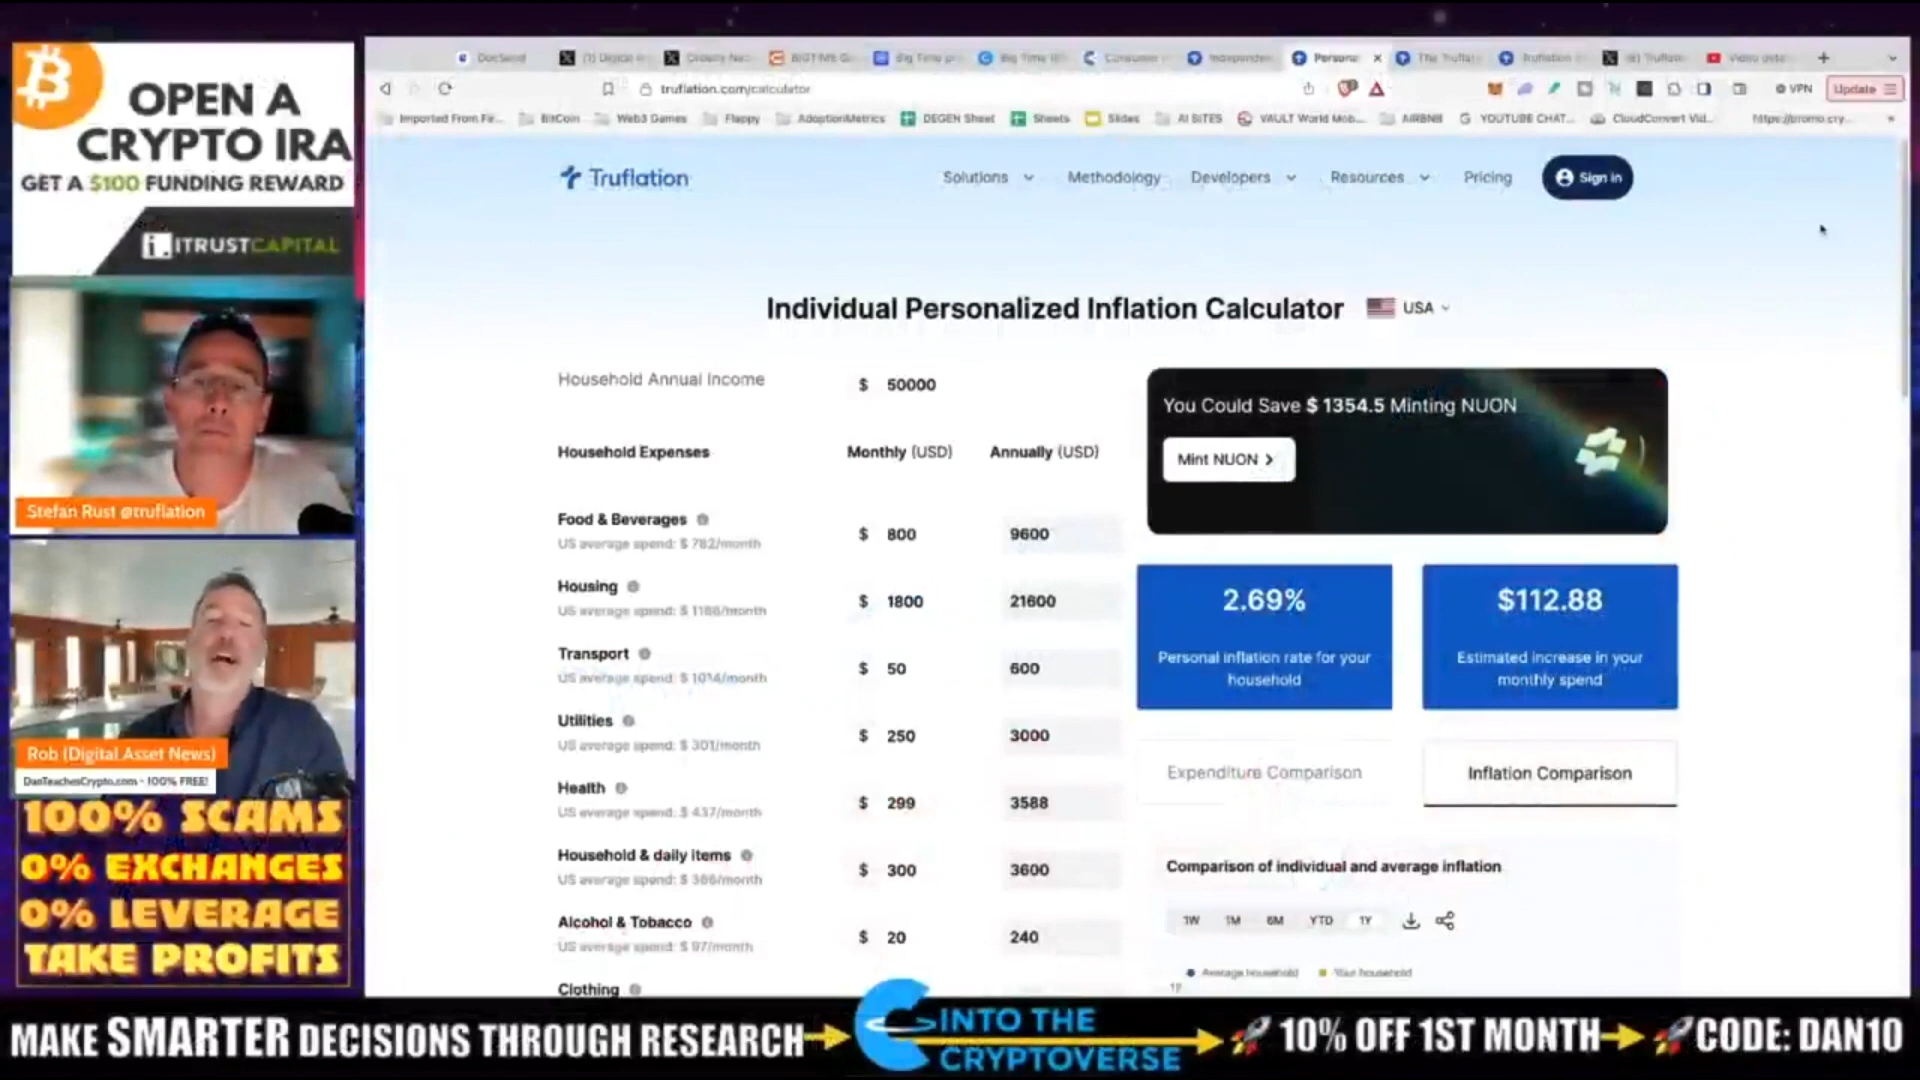 OPEN A
CRYPTO IRA
GET A $100 FUNDING REWARD
ITRUSTCAPITAL
Stefan Rust @truflation
Rob (Digital Asset News)
DanTeachesCrypto.com - 100% FREE!
100% SCAMS
0% EXCHANGES
0% LEVERAGE
TAKE PROFITS
DocSend
truflation.com/calculator
VPN
Update
Imported From Fir...
BitCoin
Web3 Games
Flappy
AdoptionMetrics
DEGEN Sheet
Sheets
Slides
AI BITES
VAULT World Mob...
AIRBNB
YOUTUBE CHAT...
CloudConvert Vid...
https://promo.cry...
Truflation
Solutions
Methodology
Developers
Resources
Pricing
Sign in
Individual Personalized Inflation Calculator
USA
Household Annual Income $ 50000
Household Expenses Monthly (USD) Annually (USD)
Food & Beverages
US average spend: $ 782/month
$ 800 9600
Housing
US average spend: $ 1186/month
$ 1800 21600
Transport
US average spend: $ 1014/month
$ 50 600
Utilities
US average spend: $ 301/month
$ 250 3000
Health
US average spend: $ 437/month
$ 299 3588
Household & daily items
US average spend: $ 386/month
$ 300 3600
Alcohol & Tobacco
US average spend: $ 97/month
$ 20 240
Clothing
You Could Save $ 1354.5 Minting NUON
Mint NUON >
2.69%
Personal inflation rate for your
household
$112.88
Estimated increase in your
monthly spend
Expenditure Comparison
Inflation Comparison
Comparison of individual and average inflation
1W 1M 6M YTD 1Y
Average household
Your household
MAKE SMARTER DECISIONS THROUGH RESEARCH
INTO THE
CRYPTOVERSE
10% OFF 1ST MONTH
CODE: DAN10